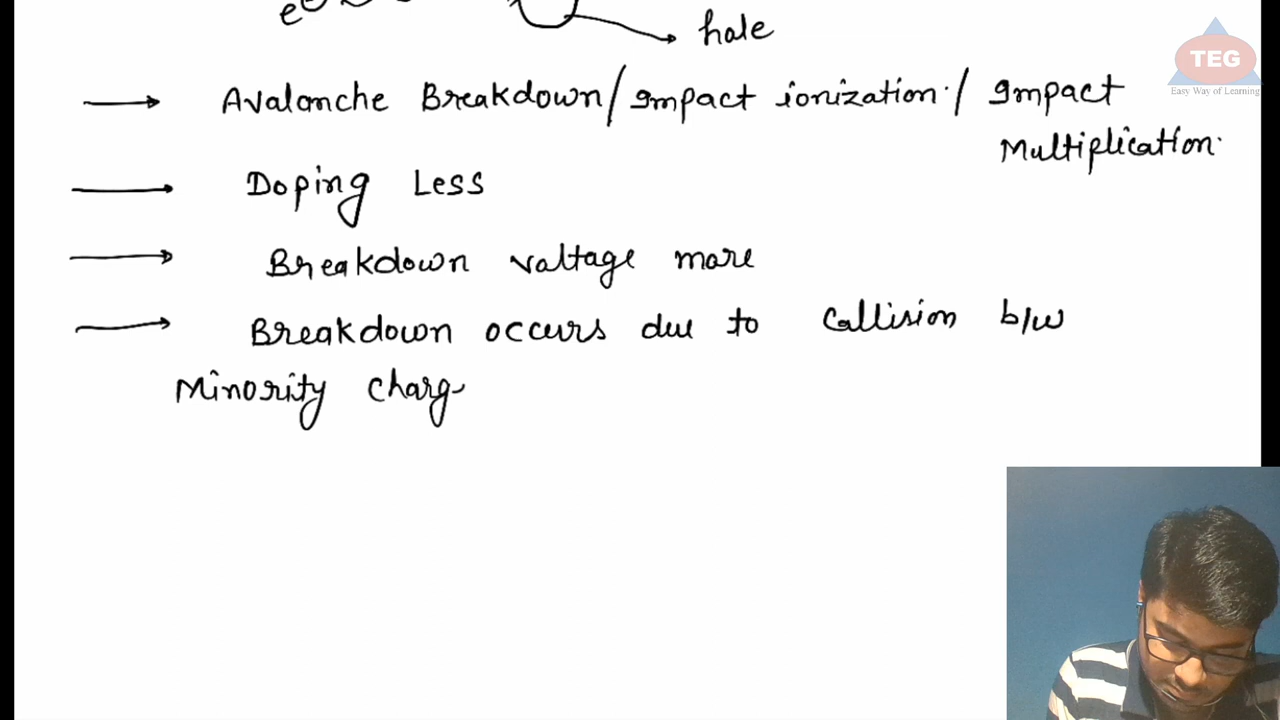 e
hole
TEG
Easy Way of Learning
Avalanche Breakdown/Impact ionization./Impact
Multiplication.
Doping Less
Breakdown voltage more
Breakdown occurs due to Collision b/w
Minority Charg